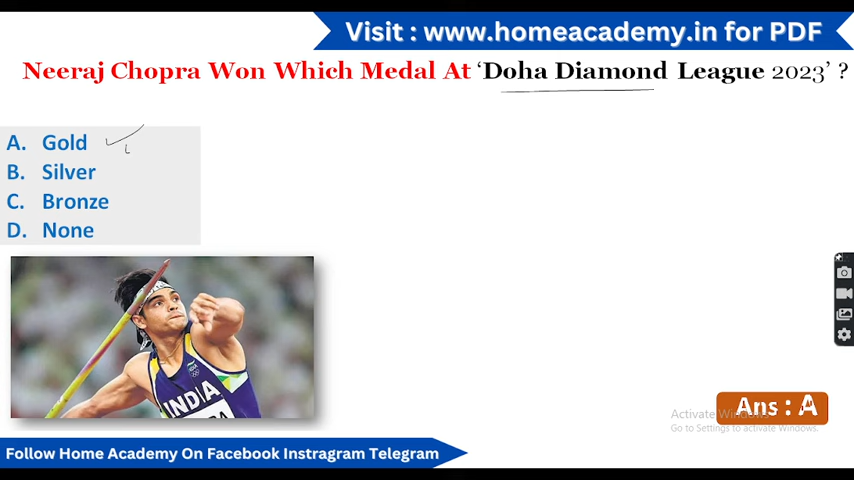 Visit : www.homeacademy.in for PDF
Neeraj Chopra Won Which Medal At ‘Doha Diamond League 2023’ ?
A. Gold
B. Silver
C. Bronze
D. None
INDIA
Ans : A
Activate Windows
Go to Settings to activate Windows.
Follow Home Academy On Facebook Instragram Telegram